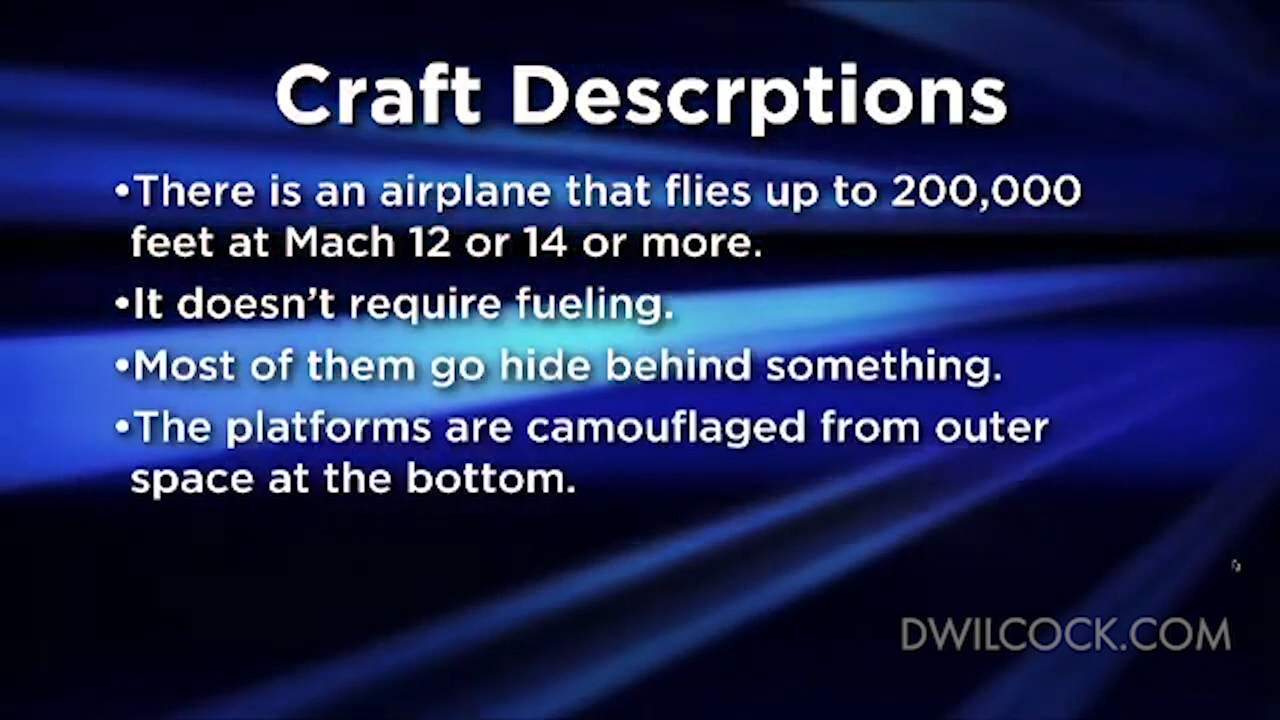 Craft Descrptions
•There is an airplane that flies up to 200,000
feet at Mach 12 or 14 or more.
•It doesn’t require fueling.
•Most of them go hide behind something.
•The platforms are camouflaged from outer
space at the bottom.
DWILCOCK.COM